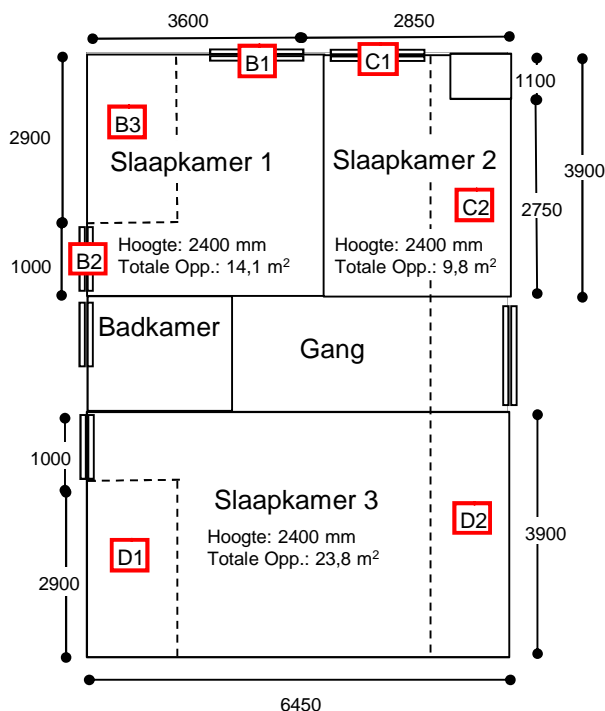 3600
2850
B1
C1
1100
B3
2900
Slaapkamer 1
Slaapkamer 2
3900
2750
C2
Hoogte: 2400 mm
Totale Opp.: 14,1 m²
Hoogte: 2400 mm
Totale Opp.: 9,8 m²
B2
1000
Badkamer
Gang
1000
Slaapkamer 3
Hoogte: 2400 mm
Totale Opp.: 23,8 m²
D2
3900
D1
2900
6450